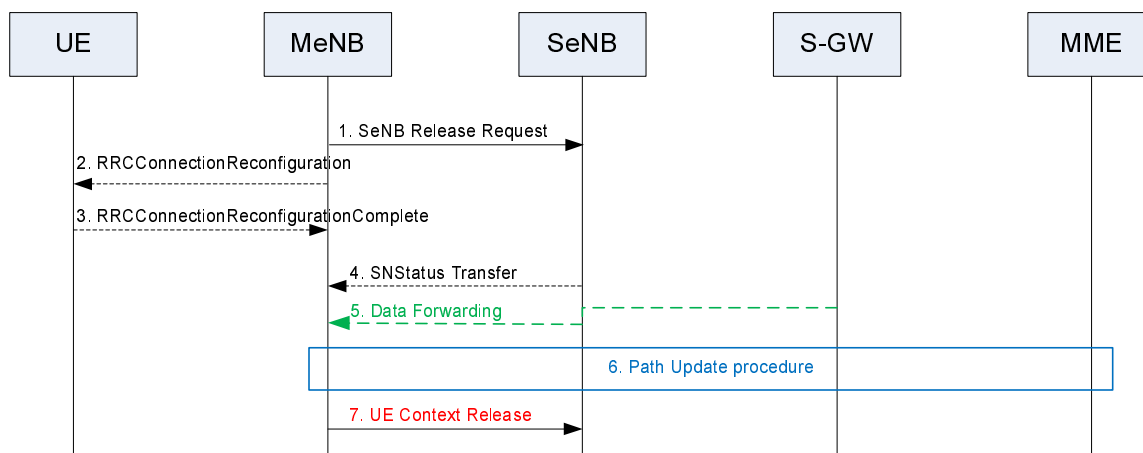 UE
MeNB
SeNB
S-GW
MME
1. SeNB Release Request
2. RRCConnectionReconfiguration
3. RRCConnectionReconfigurationComplete
4. SNStatus Transfer
5. Data Forwarding
6. Path Update procedure
7. UE Context Release